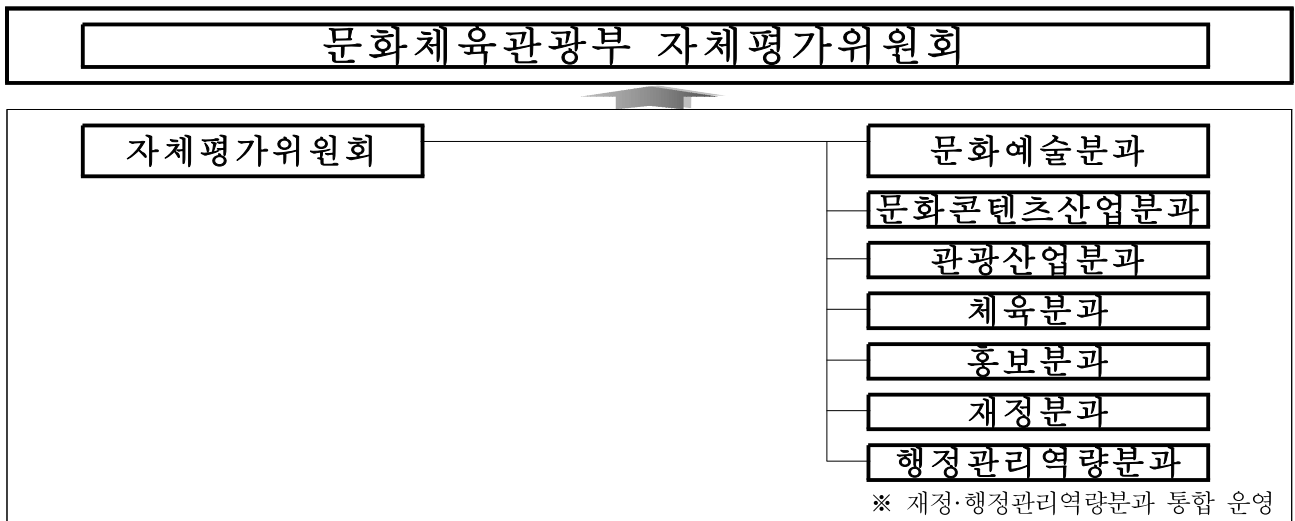 문화체육관광부 자체평가위원회
자체평가위원회
문화예술분과
문화콘텐츠산업분과
관광산업분과
체육분과
홍보분과
재정분과
행정관리역량분과
※ 재정·행정관리역량분과 통합 운영